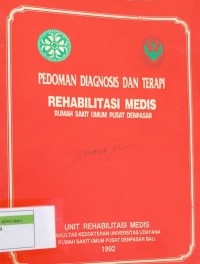 PEDOMAN DIAGNOSIS DAN TERAPI
REHABILITASI MEDIS
RUMAH SAKIT UMUM PUSAT DENPASAR
UNIT REHABILITASI MEDIS
FAKULTAS KEDOKTERAN UNIVERSITAS UDAYANA
RUMAH SAKIT UMUM PUSAT DENPASAR BALI
1992